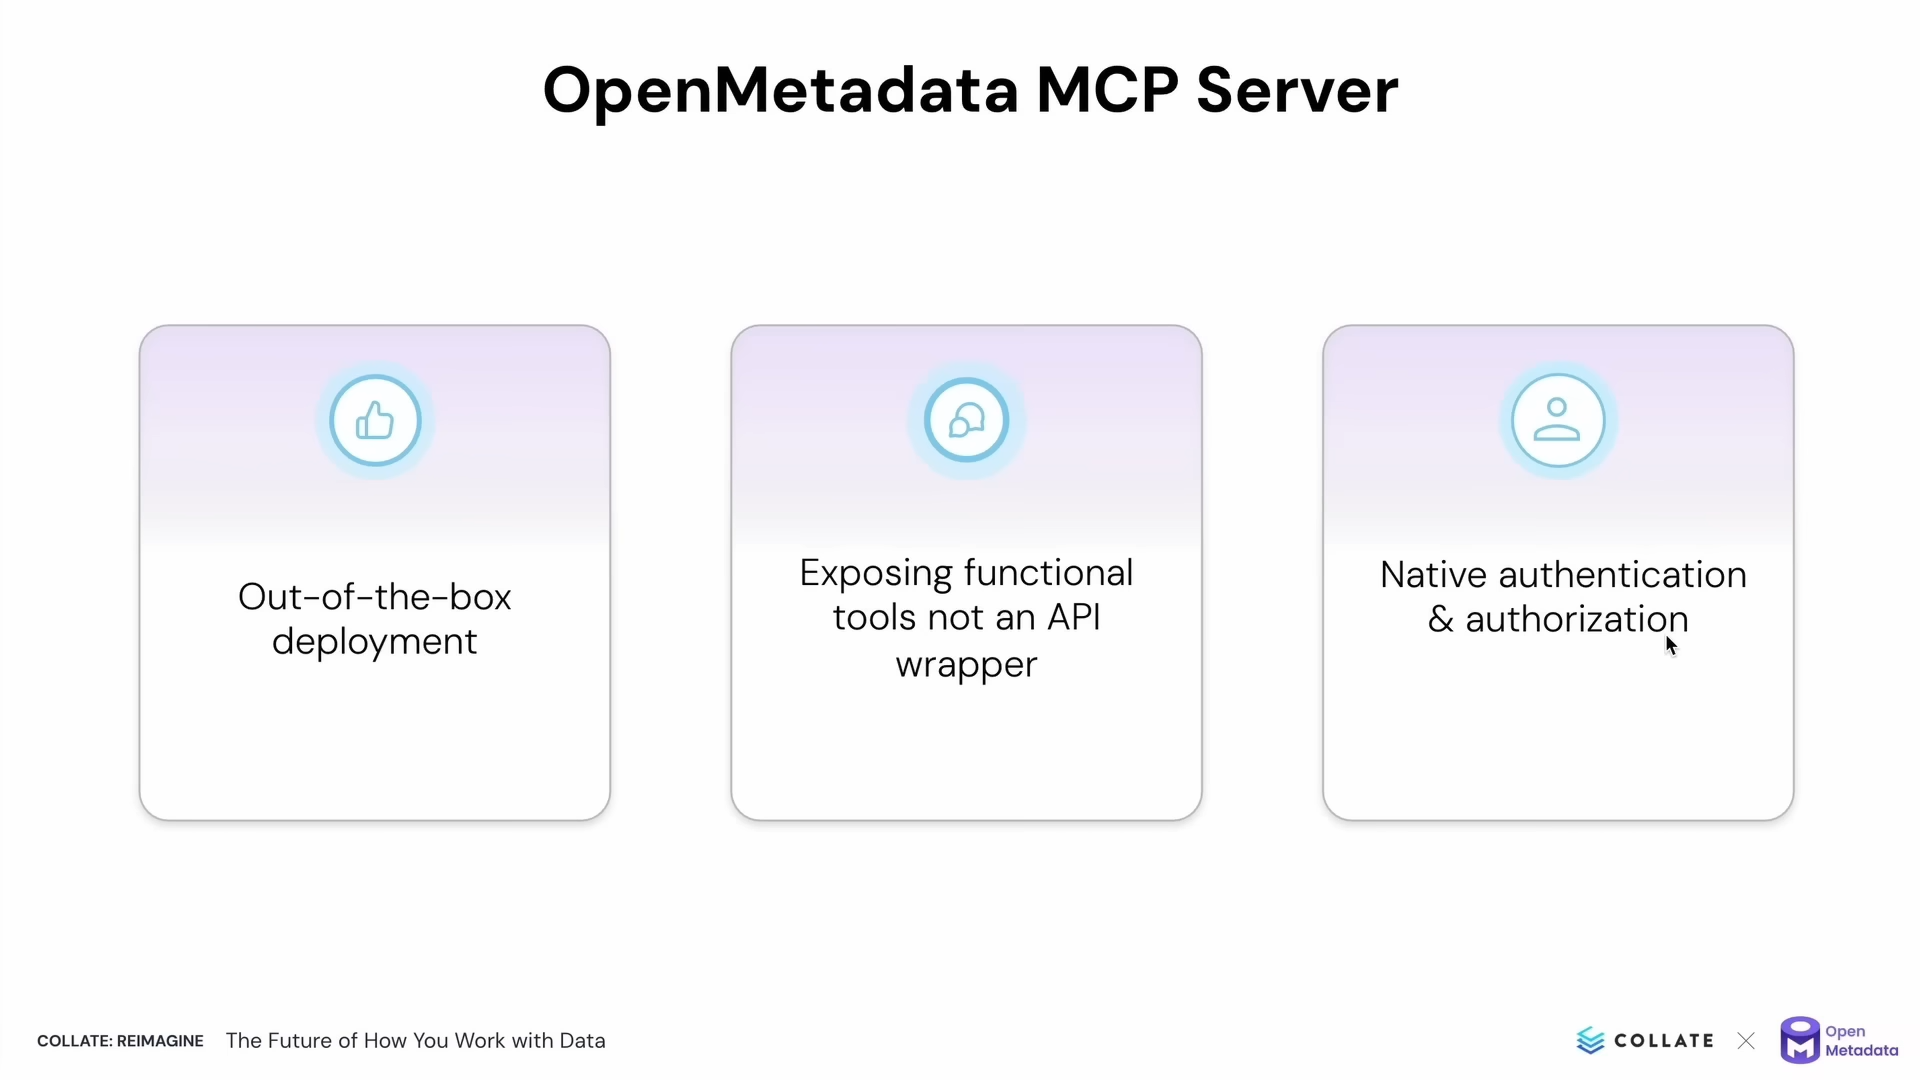 OpenMetadata MCP Server
Out-of-the-box
deployment
Exposing functional
tools not an API
wrapper
Native authentication
& authorization
COLLATE: REIMAGINE The Future of How You Work with Data
COLLATE
Open
Metadata